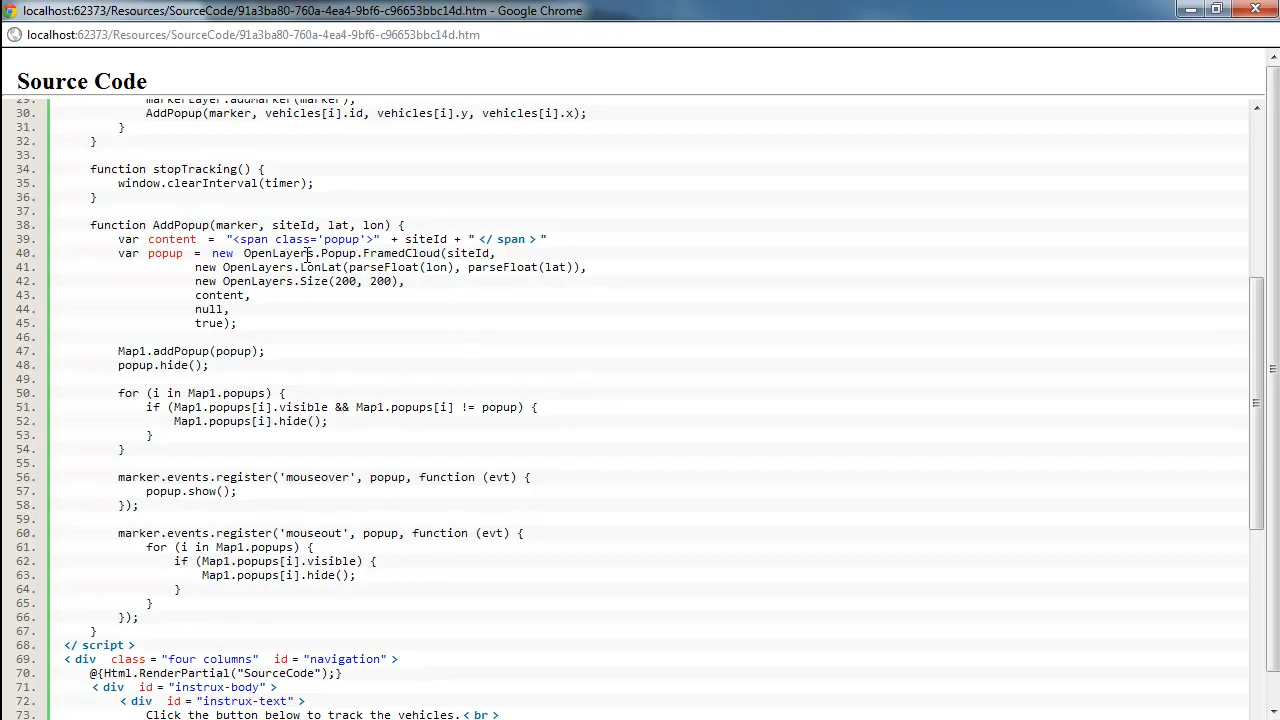 localhost:62373/Resources/SourceCode/91a3ba80-760a-4ea4-9bf6-c96653bbc14d.htm - Google Chrome
localhost:62373/Resources/SourceCode/91a3ba80-760a-4ea4-9bf6-c96653bbc14d.htm
Source Code
29. markerLayer.addMarker(marker);
30. AddPopup(marker, vehicles[i].id, vehicles[i].y, vehicles[i].x);
31. }
32. }
33.
34. function stopTracking() {
35. window.clearInterval(timer);
36. }
37.
38. function AddPopup(marker, siteId, lat, lon) {
39. var content = "<span class='popup'>" + siteId + "</span>"
40. var popup = new OpenLayers.Popup.FramedCloud(siteId,
41. new OpenLayers.LonLat(parseFloat(lon), parseFloat(lat)),
42. new OpenLayers.Size(200, 200),
43. content,
44. null,
45. true);
46.
47. Map1.addPopup(popup);
48. popup.hide();
49.
50. for (i in Map1.popups) {
51. if (Map1.popups[i].visible && Map1.popups[i] != popup) {
52. Map1.popups[i].hide();
53. }
54. }
55.
56. marker.events.register('mouseover', popup, function (evt) {
57. popup.show();
58. });
59.
60. marker.events.register('mouseout', popup, function (evt) {
61. for (i in Map1.popups) {
62. if (Map1.popups[i].visible) {
63. Map1.popups[i].hide();
64. }
65. }
66. });
67. }
68. </script>
69. <div class="four columns" id="navigation">
70. @{Html.RenderPartial("SourceCode");}
71. <div id="instrux-body">
72. <div id="instrux-text">
73. Click the button below to track the vehicles.<br>